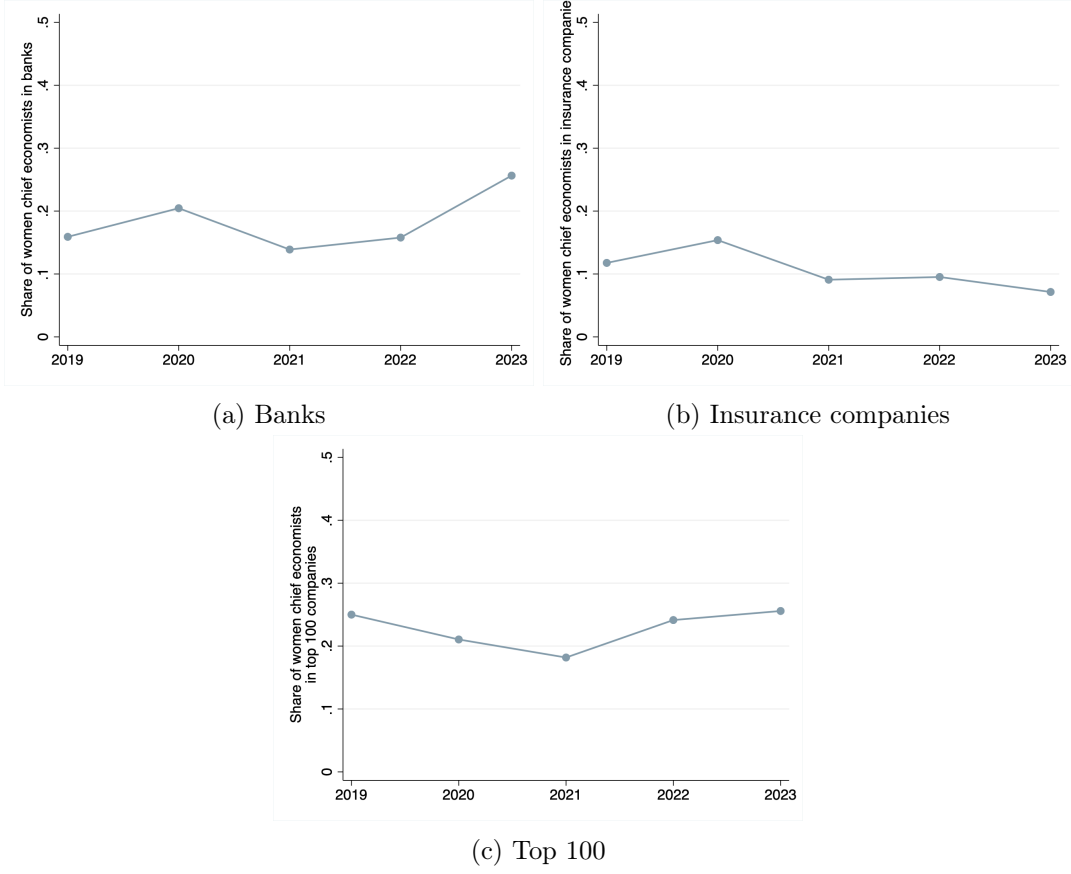 Share of women chief economists in banks
.5
.4
.3
.2
.1
0
2019 2020 2021 2022 2023
(a) Banks
Share of women chief economists in insurance companie
.5
.4
.3
.2
.1
0
2019 2020 2021 2022 2023
(b) Insurance companies
Share of women chief economists
in top 100 companies
.5
.4
.3
.2
.1
0
2019 2020 2021 2022 2023
(c) Top 100